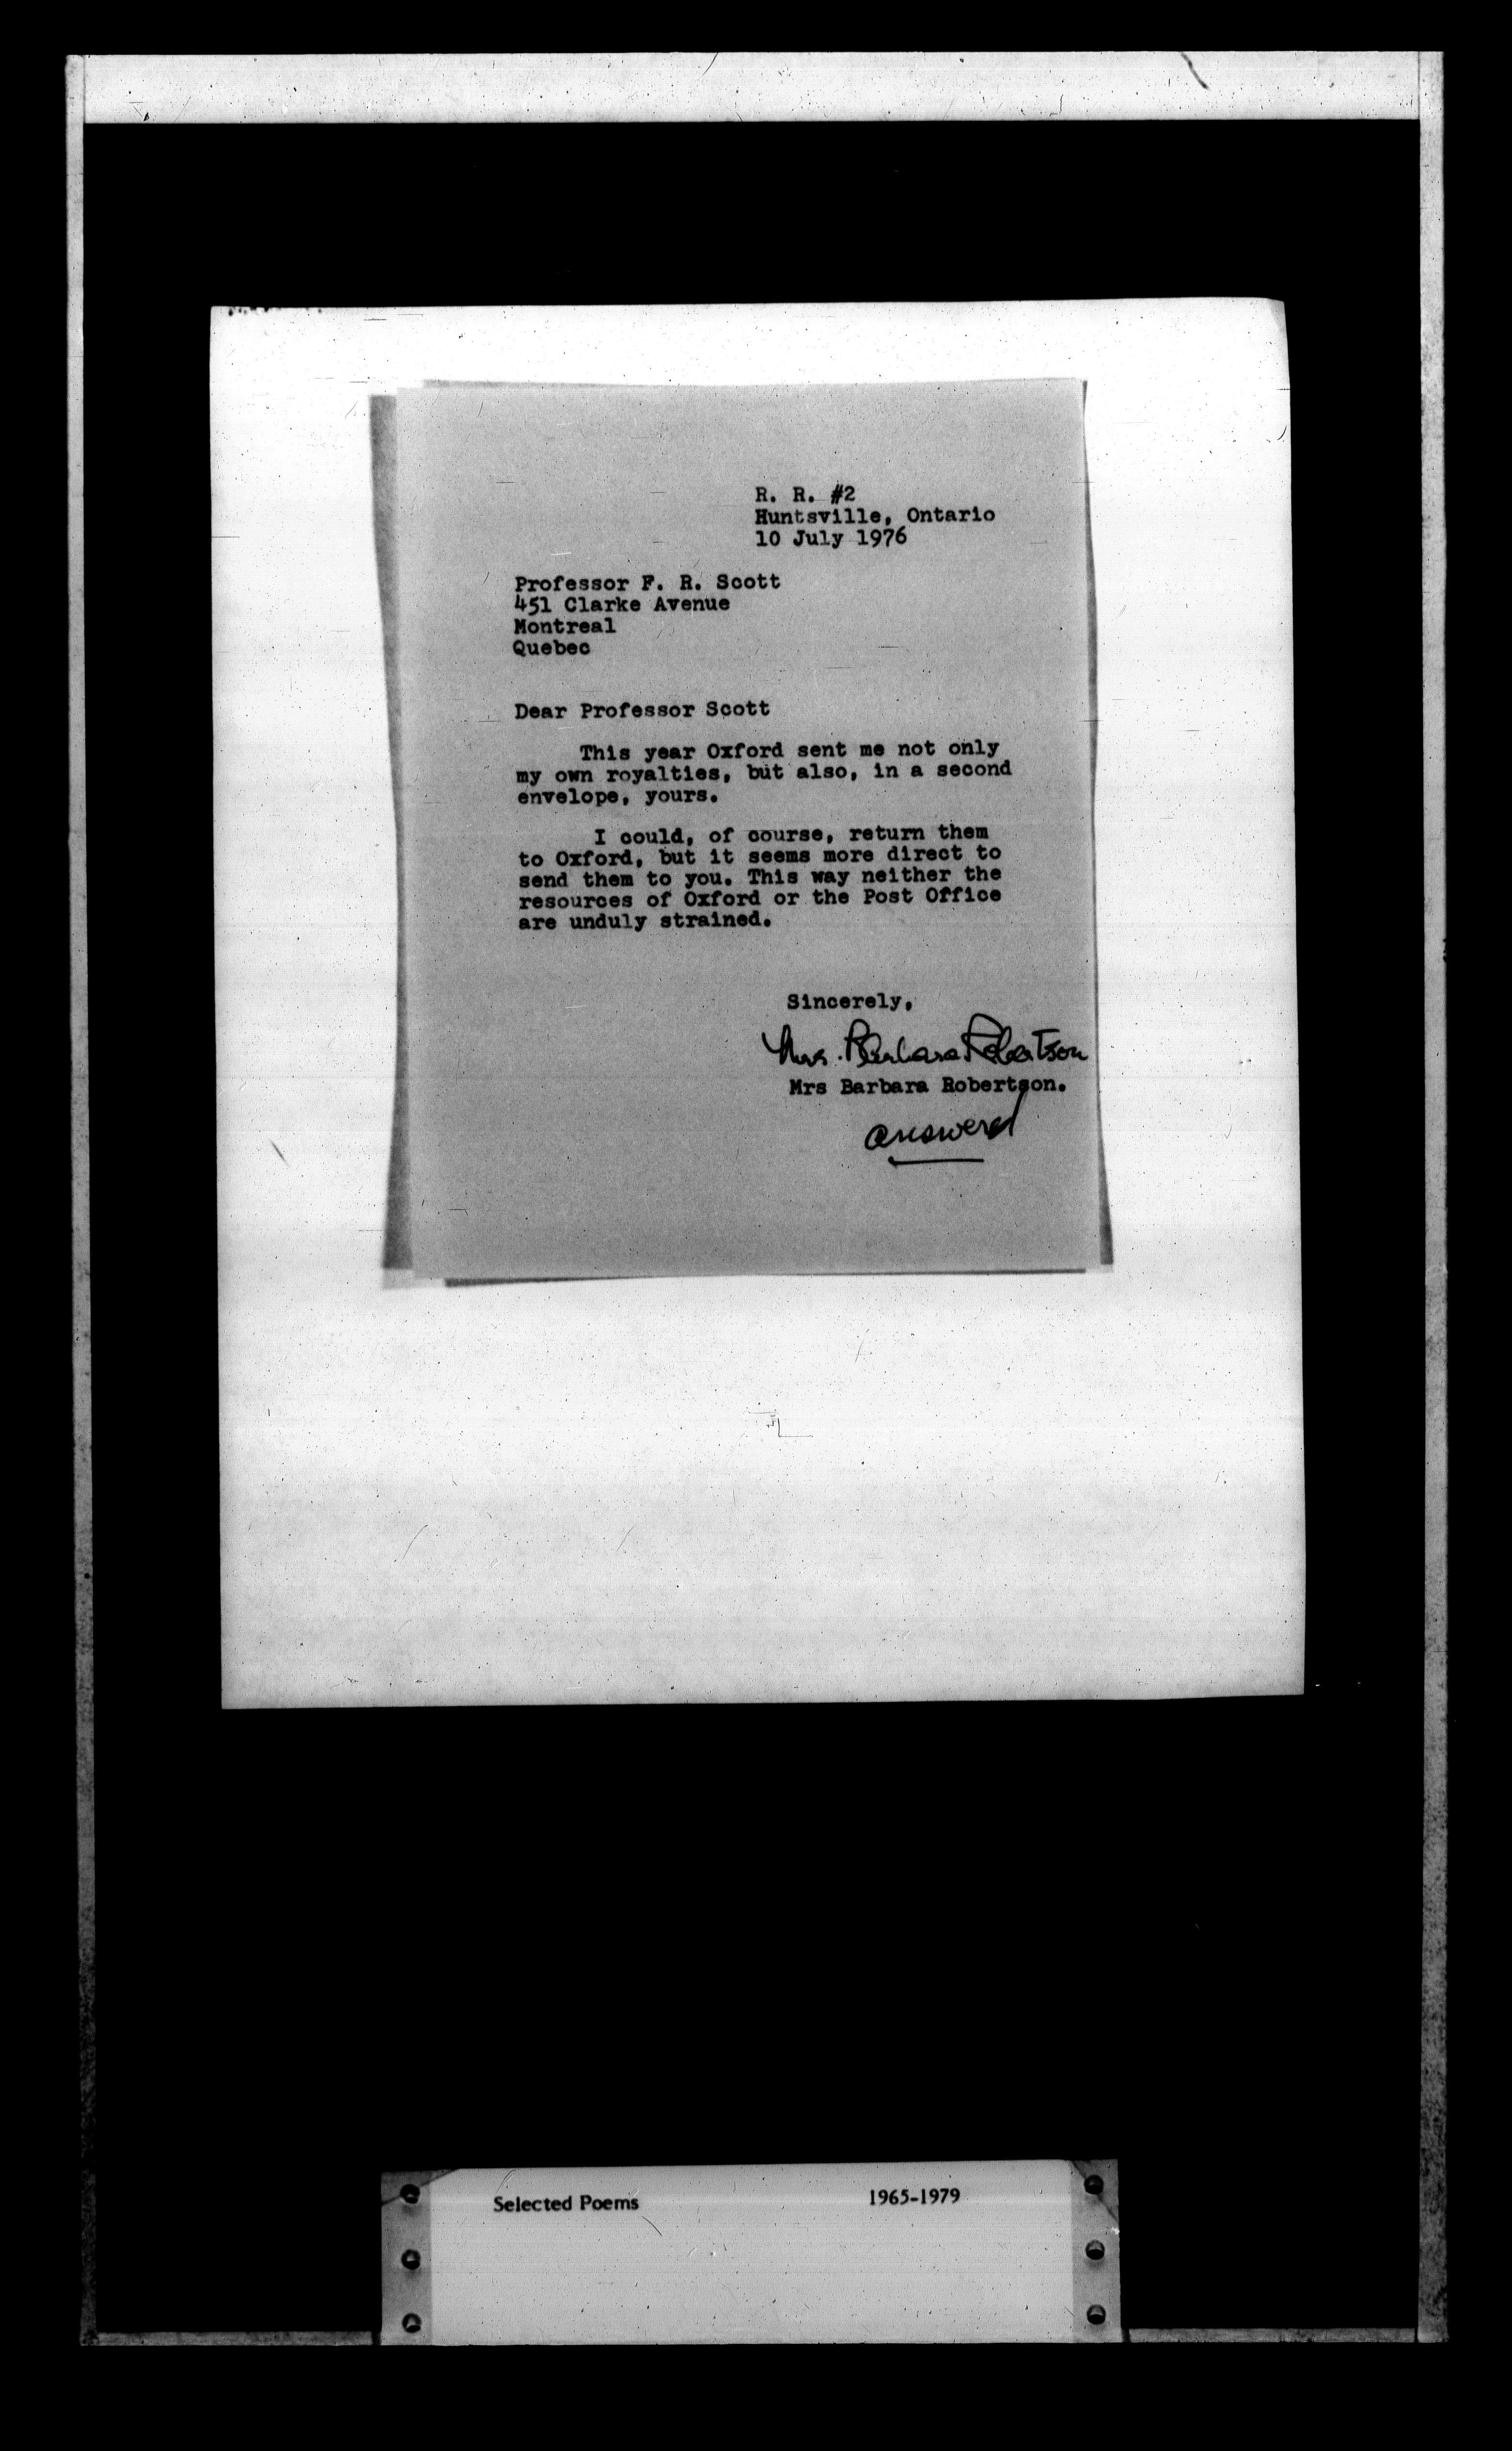 R. R. #2
Huntsville, Ontario
10 July 1976
Professor F. R. Scott
451 Clarke Avenue
Montreal
Quebec
Dear Professor Scott
This year Oxford sent me not only
my own royalties, but also, in a second
envelope, yours.
I could, of course, return them
to Oxford, but it seems more direct to
send them to you. This way neither the
resources of Oxford or the Post Office
are unduly strained.
Sincerely,
Mrs. Barbara Robertson
Mrs Barbara Robertson.
answered
Selected Poems 1965-1979